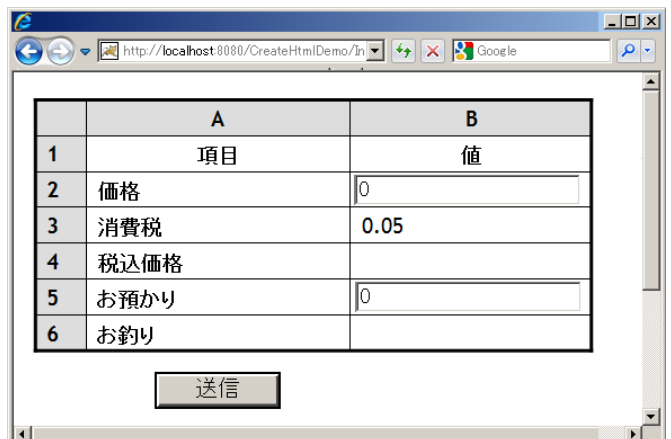 http://localhost:8080/CreateHtmlDemo/In Google
A B
1 項目 値
2 価格 0
3 消費税 0.05
4 税込価格
5 お預かり 0
6 お釣り
送信